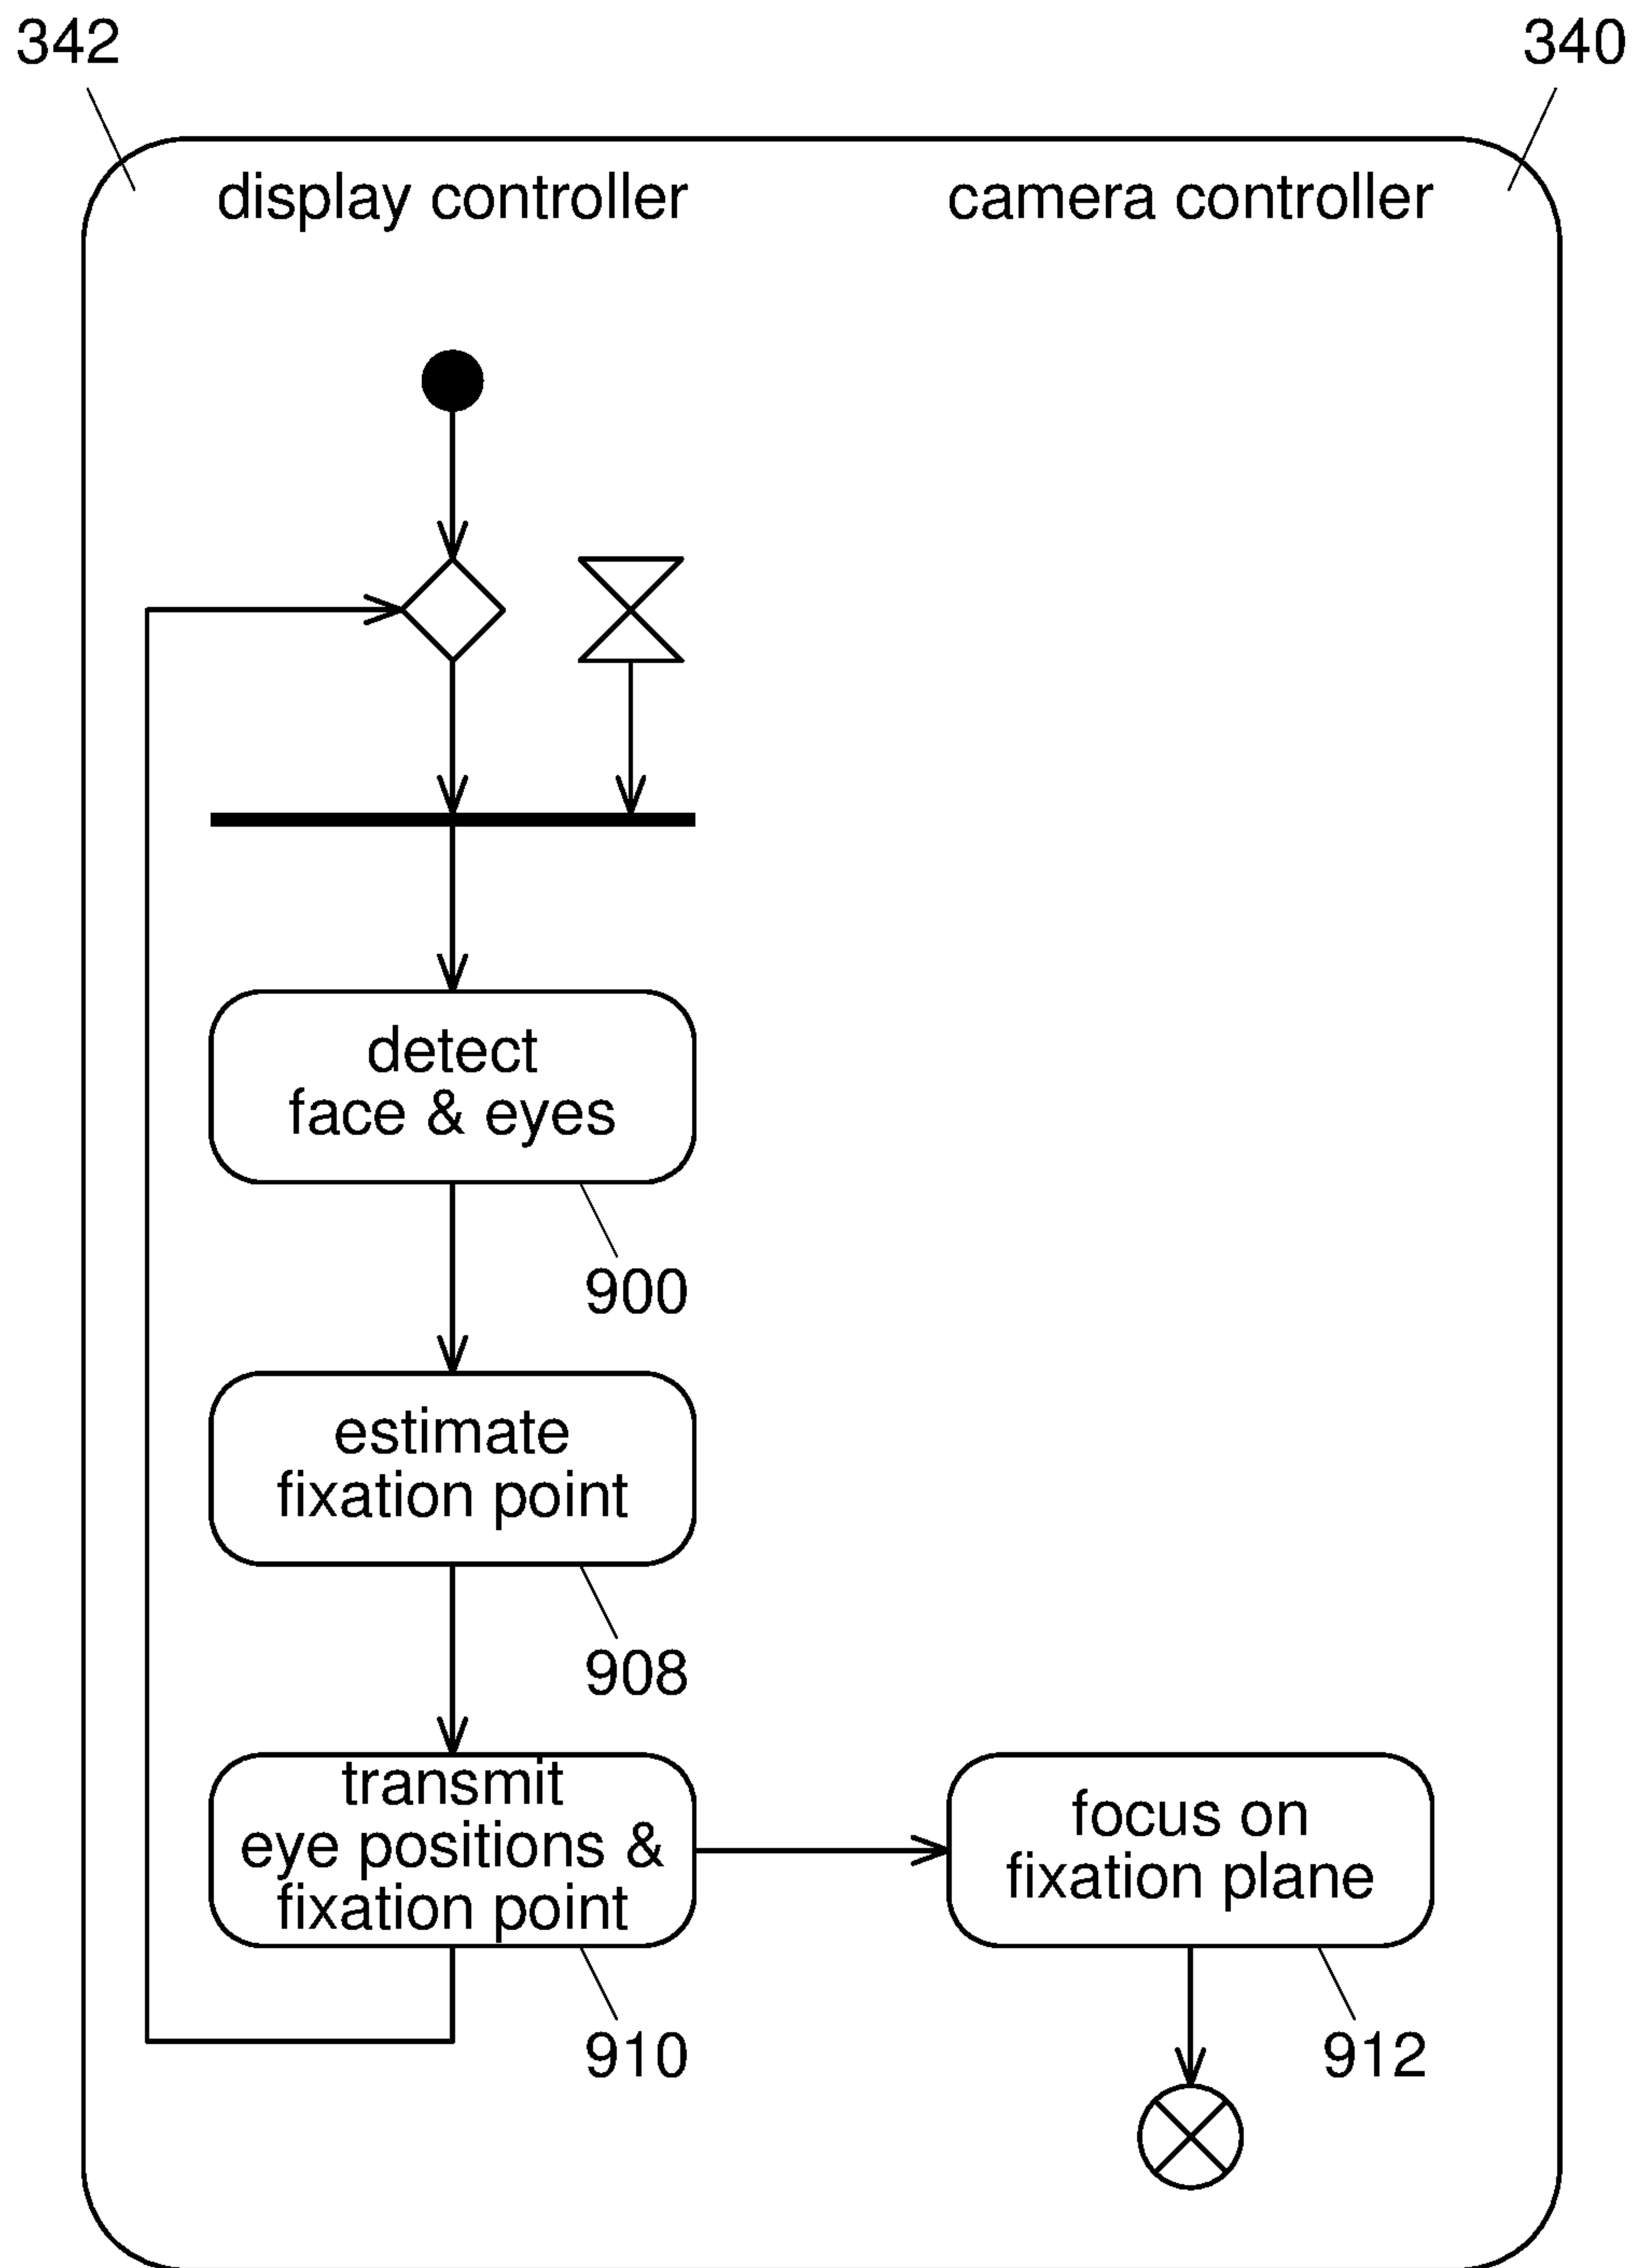 342
340
display controller
camera controller
detect
face & eyes
900
estimate
fixation point
908
transmit
eye positions &
fixation point
910
focus on
fixation plane
912